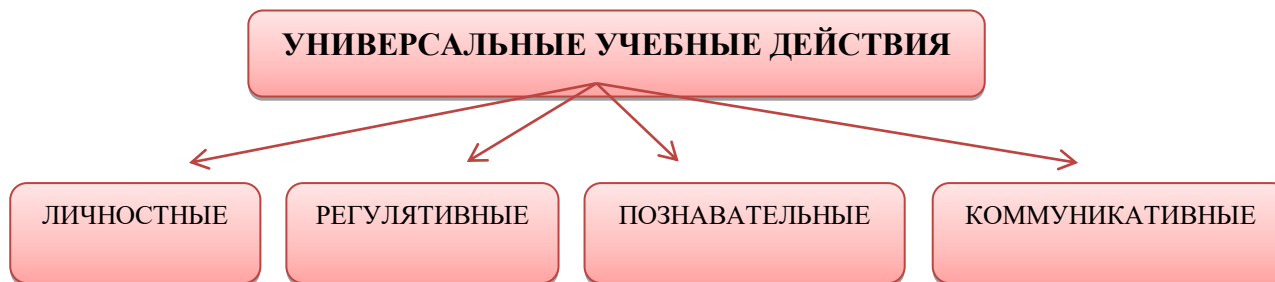 УНИВЕРСАЛЬНЫЕ УЧЕБНЫЕ ДЕЙСТВИЯ
ЛИЧНОСТНЫЕ
РЕГУЛЯТИВНЫЕ
ПОЗНАВАТЕЛЬНЫЕ
КОММУНИКАТИВНЫЕ